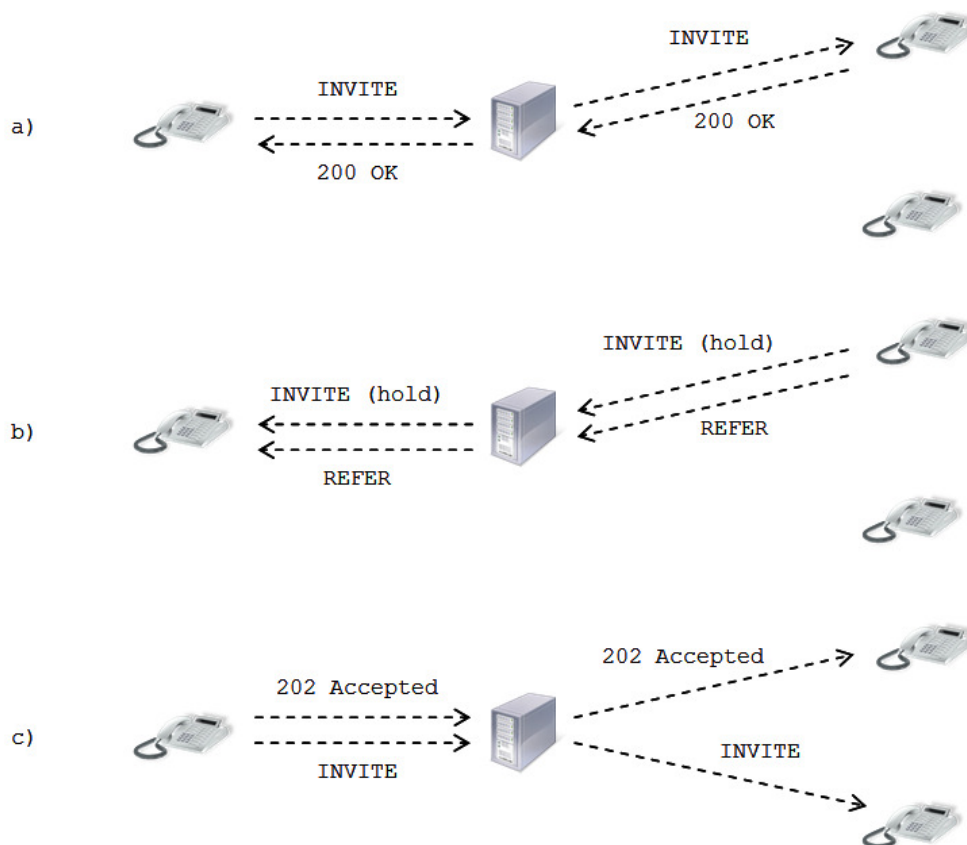 INVITE
INVITE
a)
200 OK
200 OK
INVITE (hold)
INVITE (hold)
b)
REFER
REFER
202 Accepted
202 Accepted
c)
INVITE
INVITE